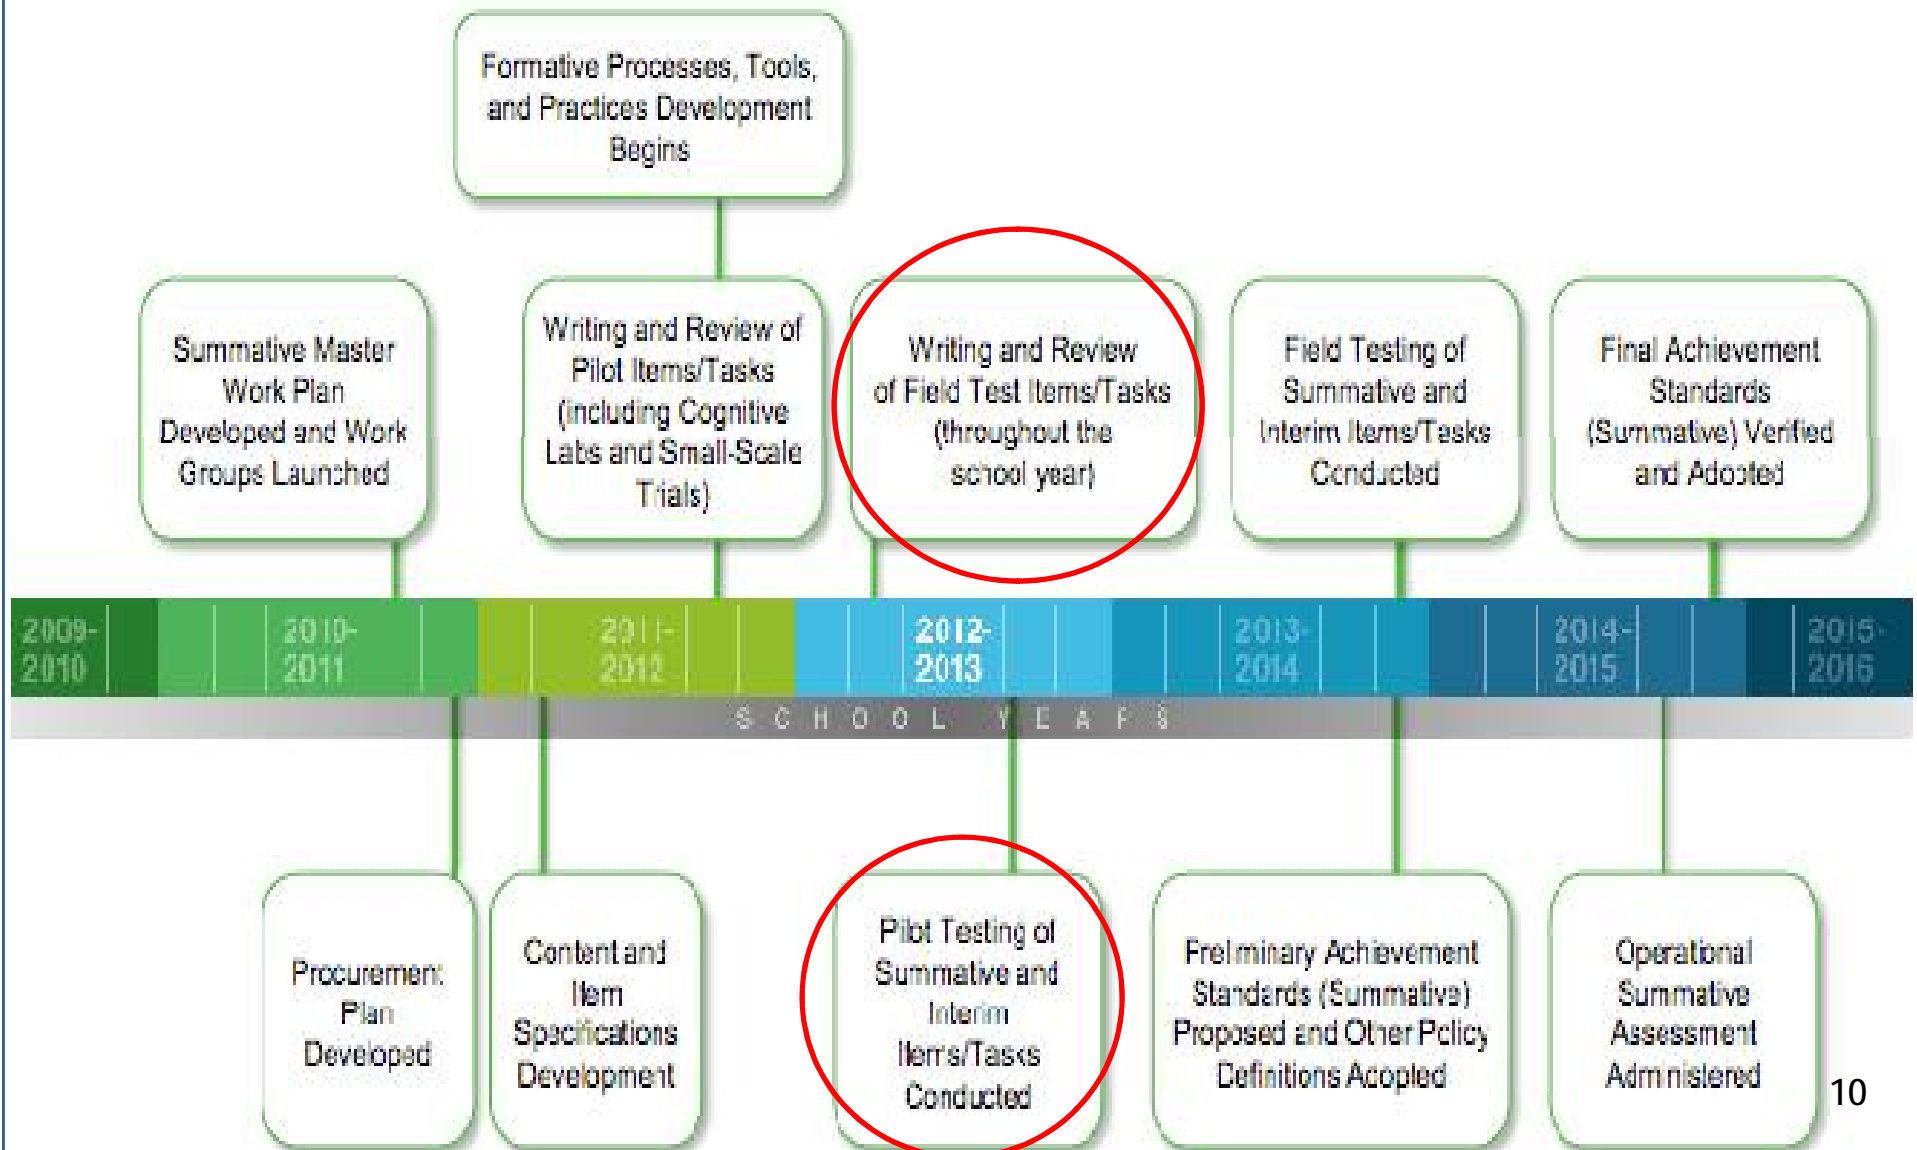 Formative Processes, Tools,
and Practices Development
Begins
Summative Master
Work Plan
Developed and Work
Groups Launched
Writing and Review of
Pilot Items/Tasks
(including Cognitive
Labs and Small-Scale
Trials)
Writing and Review
of Field Test Items/Tasks
(throughout the
school year)
Field Testing of
Summative and
Interim Items/Tasks
Conducted
Final Achievement
Standards
(Summative) Verified
and Adopted
2009-
2010
2010-
2011
2011-
2012
2012-
2013
2013-
2014
2014-
2015
2015-
2016
SCHOOL YEARS
Procurement
Plan
Developed
Content and
Item
Specifications
Development
Pilot Testing of
Summative and
Interim
Items/Tasks
Conducted
Preliminary Achievement
Standards (Summative)
Proposed and Other Policy
Definitions Adopted
Operational
Summative
Assessment
Administered
10